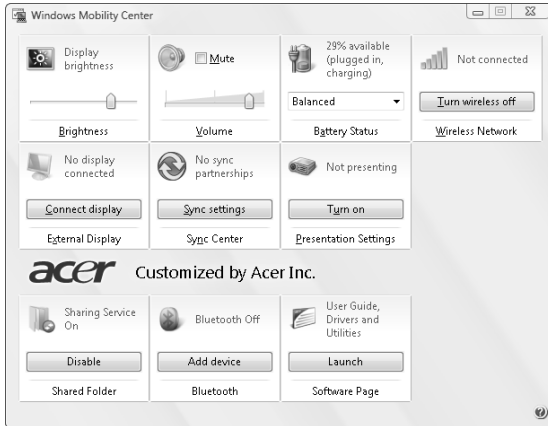 Windows Mobility Center
Display
brightness
Brightness
Mute
Volume
29% available
(plugged in,
charging)
Balanced
Battery Status
Not connected
Turn wireless off
Wireless Network
No display
connected
Connect display
External Display
No sync
partnerships
Sync settings
Sync Center
Not presenting
Turn on
Presentation Settings
acer Customized by Acer Inc.
Sharing Service
On
Disable
Shared Folder
Bluetooth Off
Add device
Bluetooth
User Guide,
Drivers and
Utilities
Launch
Software Page
?